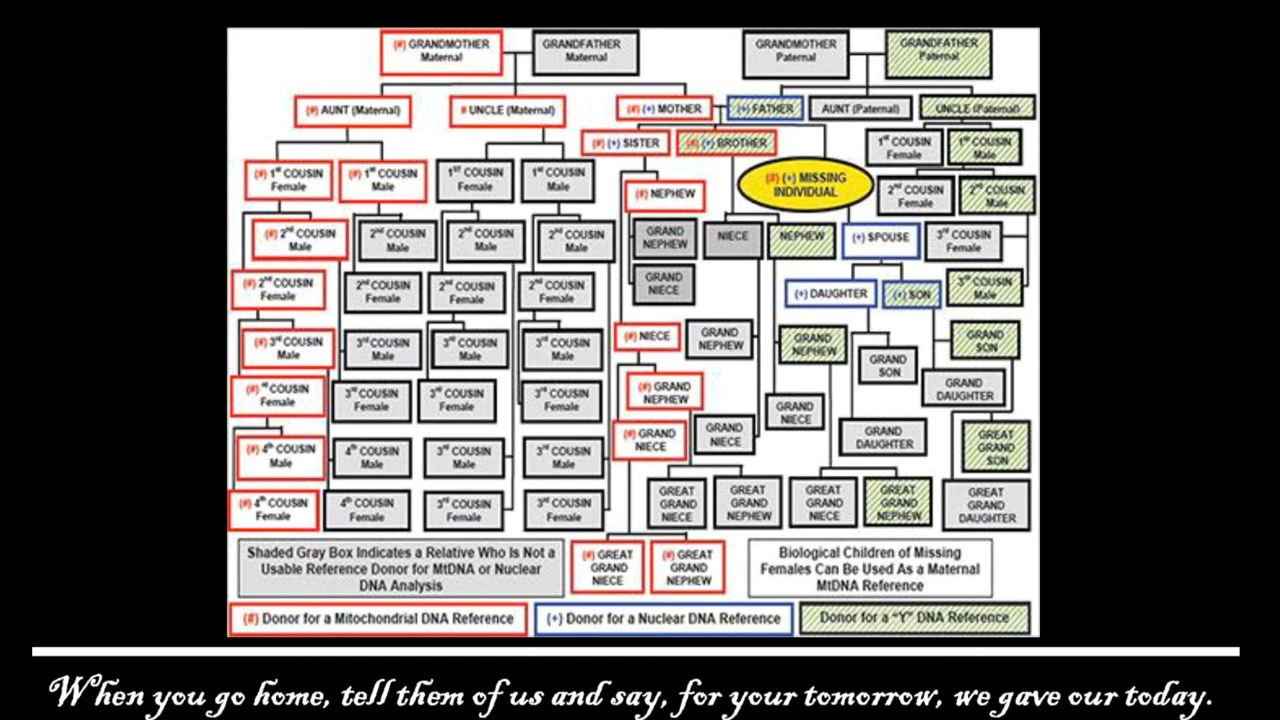 (#) GRANDMOTHER
Maternal
GRANDFATHER
Maternal
GRANDMOTHER
Paternal
GRANDFATHER
Paternal
(#) AUNT (Maternal)
# UNCLE (Maternal)
(#) (+) MOTHER
(+) FATHER
AUNT (Paternal)
UNCLE (Paternal)
(#) (+) SISTER
(#) (+) BROTHER
1st COUSIN
Female
1st COUSIN
Male
(#) 1st COUSIN
Female
(#) 1st COUSIN
Male
1ST COUSIN
Female
1st COUSIN
Male
(#) NEPHEW
(#) (+) MISSING
INDIVIDUAL
2nd COUSIN
Female
2nd COUSIN
Male
(#) 2nd COUSIN
Male
2nd COUSIN
Male
2nd COUSIN
Male
2nd COUSIN
Male
GRAND
NEPHEW
NIECE
NEPHEW
(+) SPOUSE
3rd COUSIN
Female
(#) 2nd COUSIN
Female
2nd COUSIN
Female
2nd COUSIN
Female
2nd COUSIN
Female
GRAND
NIECE
(+) DAUGHTER
(+) SON
COUSIN
Male
(#) 3rd COUSIN
Male
3rd COUSIN
Male
3rd COUSIN
Male
3rd COUSIN
Male
(#) NIECE
GRAND
NEPHEW
GRAND
NEPHEW
GRAND
SON
GRAND
SON
(#) COUSIN
Female
3rd COUSIN
Female
3rd COUSIN
Female
3rd COUSIN
Female
(#) GRAND
NEPHEW
GRAND
NIECE
GRAND
DAUGHTER
(#) 4th COUSIN
Male
4th COUSIN
Male
3rd COUSIN
Male
3rd COUSIN
Male
(#) GRAND
NIECE
GRAND
NIECE
GRAND
DAUGHTER
GREAT
GRAND
SON
(#) 4th COUSIN
Female
4th COUSIN
Female
3rd COUSIN
Female
3rd COUSIN
Female
GREAT
GRAND
NIECE
GREAT
GRAND
NEPHEW
GREAT
GRAND
NIECE
GREAT
GRAND
NEPHEW
GREAT
GRAND
DAUGHTER
Shaded Gray Box Indicates a Relative Who Is Not a
Usable Reference Donor for MtDNA or Nuclear
DNA Analysis
(#) GREAT
GRAND
NIECE
(#) GREAT
GRAND
NEPHEW
Biological Children of Missing
Females Can Be Used As a Maternal
MtDNA Reference
(#) Donor for a Mitochondrial DNA Reference
(+) Donor for a Nuclear DNA Reference
Donor for a "Y" DNA Reference
When you go home, tell them of us and say, for your tomorrow, we gave our today.